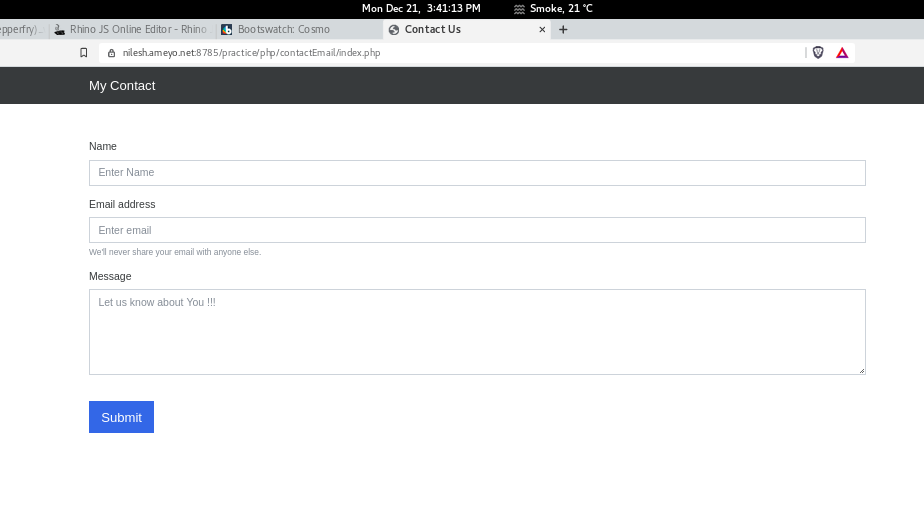 Mon Dec 21, 3:41:13 PM Smoke, 21 °C
epperfry) .. Rhino JS Online Editor - Rhino Bootswatch: Cosmo Contact Us
nilesh.ameyo.net:8785/practice/php/contactEmail/index.php
My Contact
Name
Enter Name
Email address
Enter email
We'll never share your email with anyone else.
Message
Let us know about You !!!
Submit